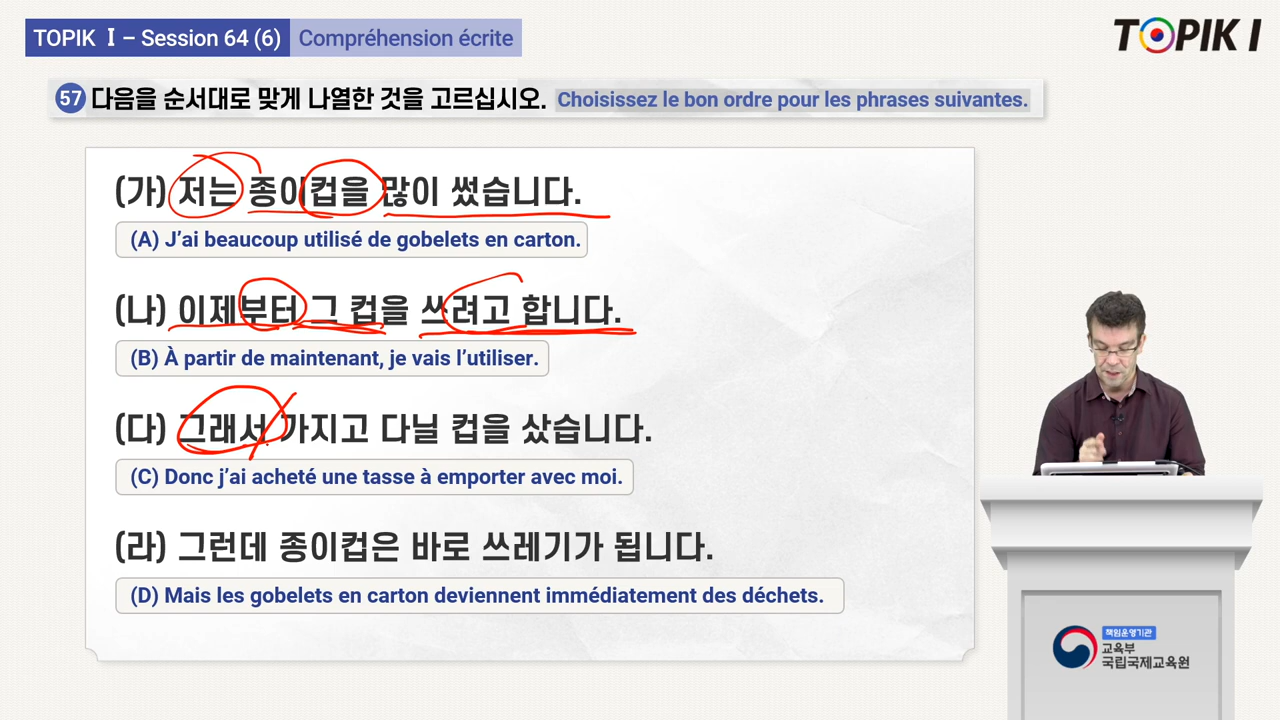 TOPIK Ⅰ – Session 64 (6) Compréhension écrite
TOPIK I
57 다음을 순서대로 맞게 나열한 것을 고르십시오. Choisissez le bon ordre pour les phrases suivantes.
(가) 저는 종이컵을 많이 썼습니다.
(A) J'ai beaucoup utilisé de gobelets en carton.
(나) 이제부터 그 컵을 쓰려고 합니다.
(B) À partir de maintenant, je vais l'utiliser.
(다) 그래서 가지고 다닐 컵을 샀습니다.
(C) Donc j'ai acheté une tasse à emporter avec moi.
(라) 그런데 종이컵은 바로 쓰레기가 됩니다.
(D) Mais les gobelets en carton deviennent immédiatement des déchets.
책임운영기관
교육부
국립국제교육원